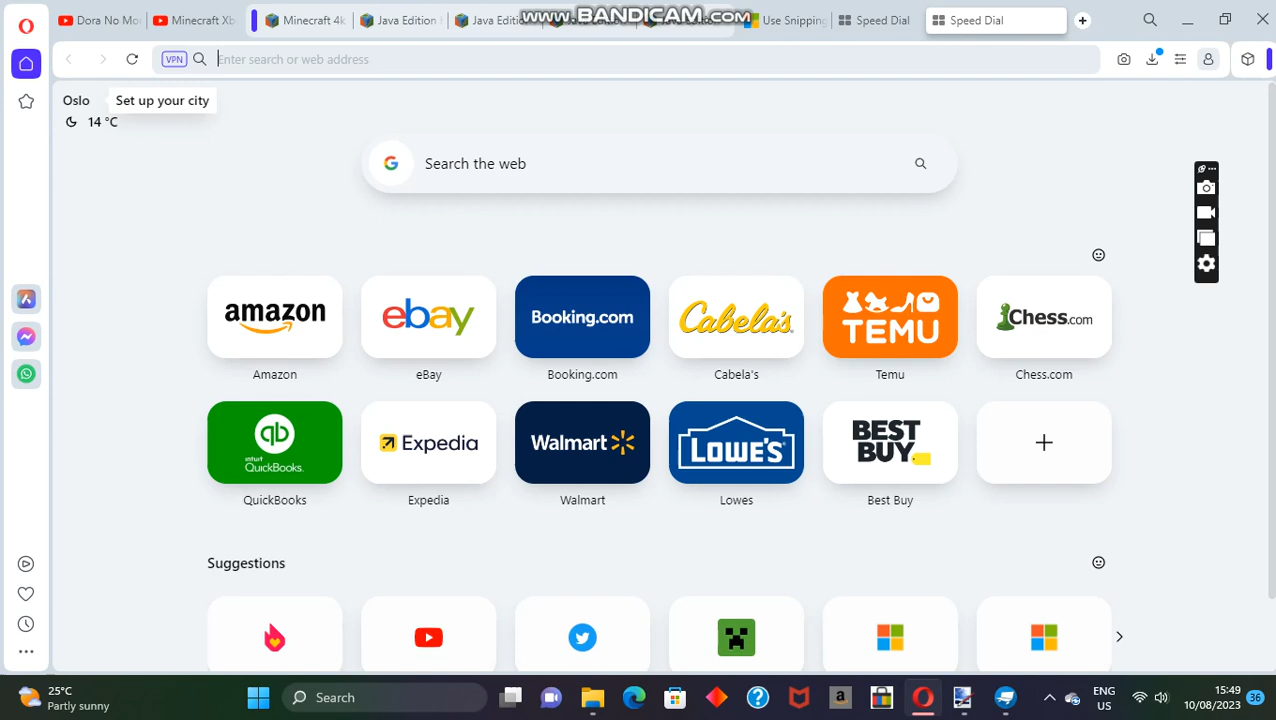 Dora No Mo
Minecraft Xb
Minecraft 4k
Java Edition
Java Edition
www.BANDICAM.com
Use Snipping
Speed Dial
Speed Dial
VPN
Enter search or web address
Oslo
Set up your city
14 °C
Search the web
amazon
ebay
Booking.com
Cabela's
TEMU
Chess.com
Amazon
eBay
Booking.com
Cabela's
Temu
Chess.com
qb
intuit
QuickBooks.
Expedia
Walmart
LOWE'S
BEST
BUY
QuickBooks
Expedia
Walmart
Lowes
Best Buy
Suggestions
25°C
Partly sunny
Search
a
ENG
US
15:49
10/08/2023
36